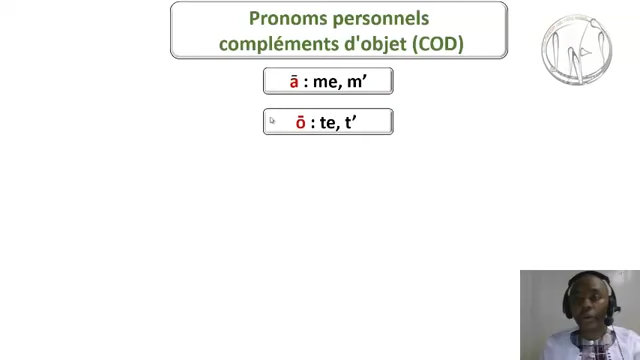 Pronoms personnels
compléments d'objet (COD)
ā : me, m’
ō : te, t’